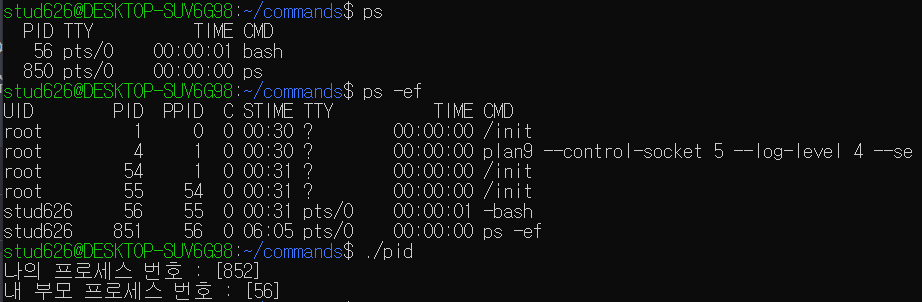 stud626@DESKTOP-SUV6G98:~/commands$ ps
PID TTY TIME CMD
56 pts/0 00:00:01 bash
850 pts/0 00:00:00 ps
stud626@DESKTOP-SUV6G98:~/commands$ ps -ef
UID PID PPID C STIME TTY TIME CMD
root 1 0 0 00:30 ? 00:00:00 /init
root 4 1 0 00:30 ? 00:00:00 plan9 --control-socket 5 --log-level 4 --se
root 54 1 0 00:31 ? 00:00:00 /init
root 55 54 0 00:31 ? 00:00:00 /init
stud626 56 55 0 00:31 pts/0 00:00:01 -bash
stud626 851 56 0 06:05 pts/0 00:00:00 ps -ef
stud626@DESKTOP-SUV6G98:~/commands$ ./pid
나의 프로세스 번호 : [852]
내 부모 프로세스 번호 : [56]